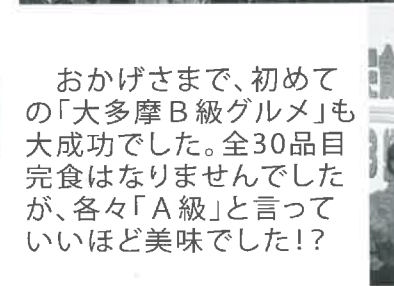 おかげさまで、初めて
の「大多摩Ｂ級グルメ」も
大成功でした。全30品目
完食はなりませんでした
が、各々「Ａ級」と言って
いいほど美味でした！？